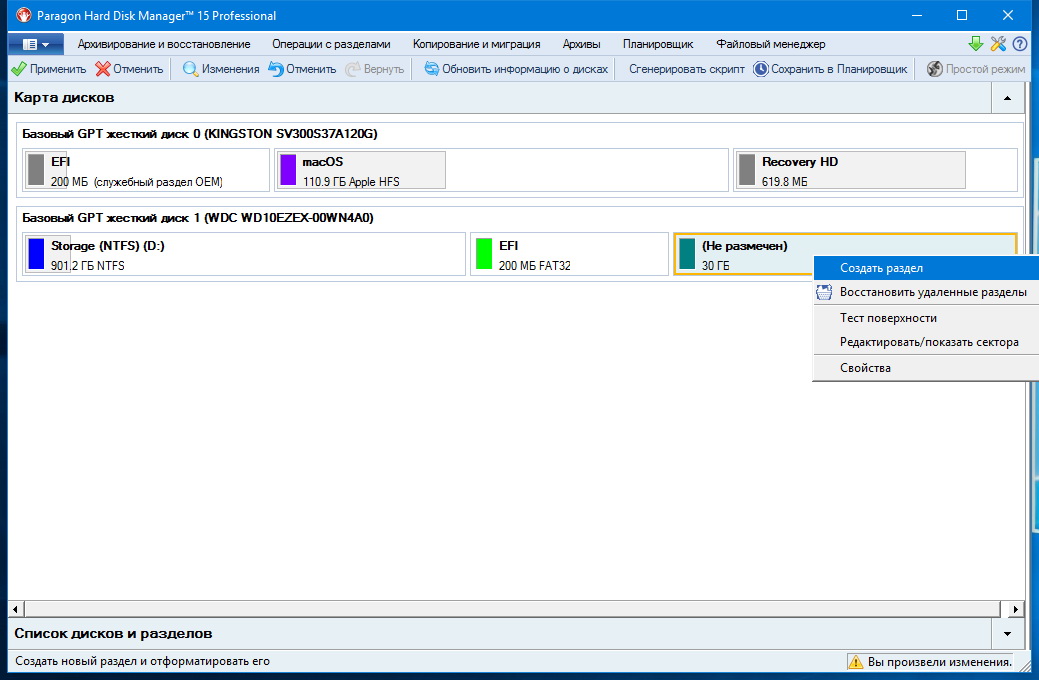 Paragon Hard Disk Manager™ 15 Professional
Архивирование и восстановление Операции с разделами Копирование и миграция Архивы Планировщик Файловый менеджер
Применить Отменить Изменения Отменить Вернуть Обновить информацию о дисках Сгенерировать скрипт Сохранить в Планировщик Простой режим
Карта дисков
Базовый GPT жесткий диск 0 (KINGSTON SV300S37A120G)
EFI
200 МБ (служебный раздел OEM)
macOS
110.9 ГБ Apple HFS
Recovery HD
619.8 МБ
Базовый GPT жесткий диск 1 (WDC WD10EZEX-00WN4A0)
Storage (NTFS) (D:)
901.2 ГБ NTFS
EFI
200 МБ FAT32
(Не размечен)
30 ГБ
Создать раздел
Восстановить удаленные разделы
Тест поверхности
Редактировать/показать сектора
Свойства
Список дисков и разделов
Создать новый раздел и отформатировать его
Вы произвели изменения.